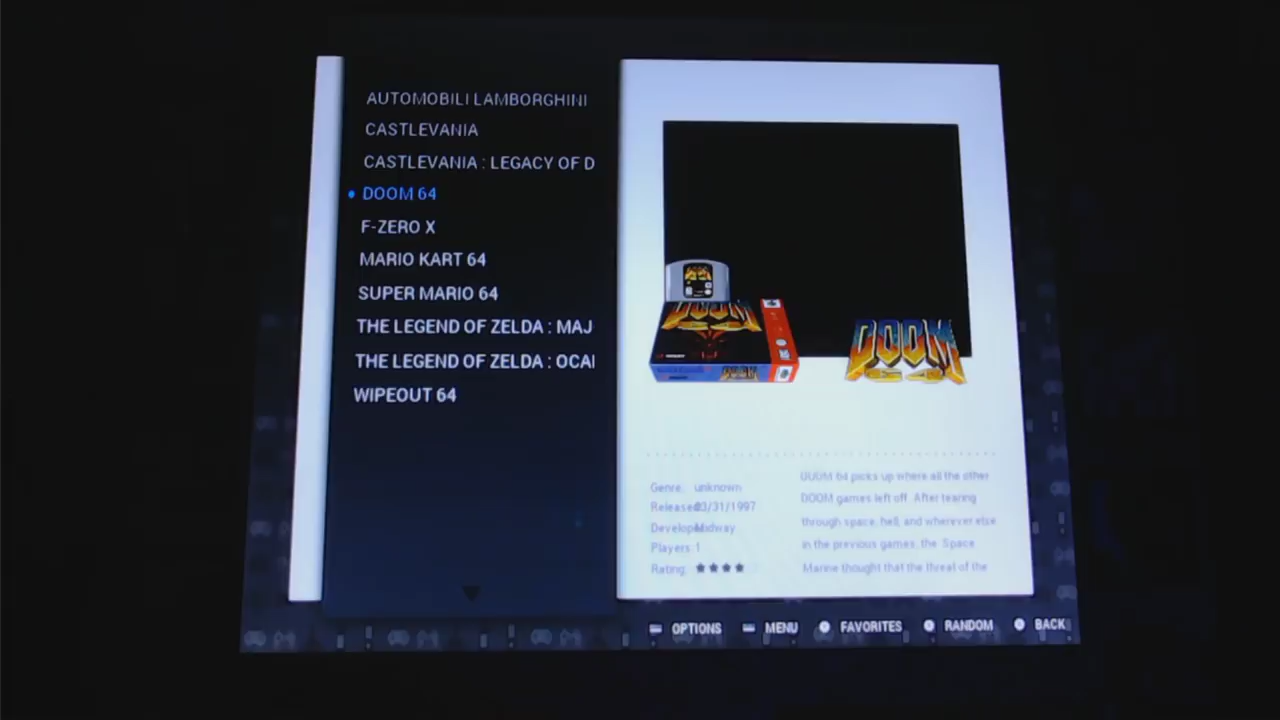 AUTOMOBILI LAMBORGHINI
CASTLEVANIA
CASTLEVANIA : LEGACY OF D
DOOM 64
F-ZERO X
MARIO KART 64
SUPER MARIO 64
THE LEGEND OF ZELDA : MAJ
THE LEGEND OF ZELDA : OCAI
WIPEOUT 64
DOOM
DOOM
DOOM
64
Genre: unknown
Released 03/31/1997
Develope Midway
Players: 1
Rating:
DOOM 64 picks up where all the other
DOOM games left off. After tearing
through space, hell, and wherever else
in the previous games, the Space
Marine thought that the threat of the
OPTIONS
MENU
FAVORITES
RANDOM
BACK